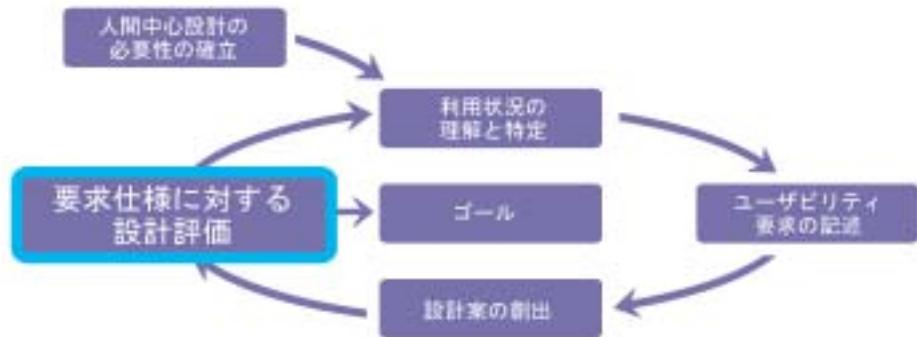 人間中心設計の
必要性の確立
利用状況の
理解と特定
要求仕様に対する
設計評価
ゴール
ユーザビリティ
要求の記述
設計案の創出